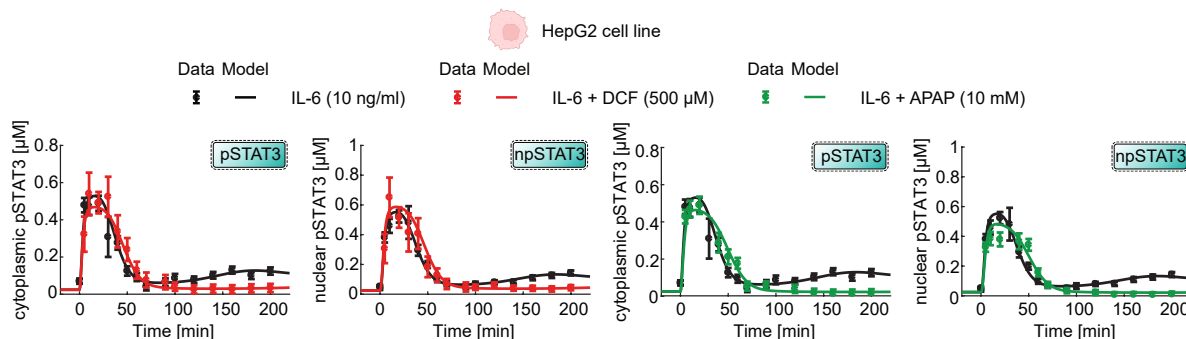 HepG2 cell line
Data Model Data Model Data Model
IL-6 (10 ng/ml) IL-6 + DCF (500 µM) IL-6 + APAP (10 mM)
cytoplasmic pSTAT3 [µM]
0.8
0.6
0.4
0.2
0
pSTAT3
0 50 100 150 200
Time [min]
nuclear pSTAT3 [µM]
1
0.8
0.6
0.4
0.2
0
npSTAT3
0 50 100 150 200
Time [min]
cytoplasmic pSTAT3 [µM]
0.8
0.6
0.4
0.2
0
pSTAT3
0 50 100 150 200
Time [min]
nuclear pSTAT3 [µM]
1
0.8
0.6
0.4
0.2
0
npSTAT3
0 50 100 150 200
Time [min]